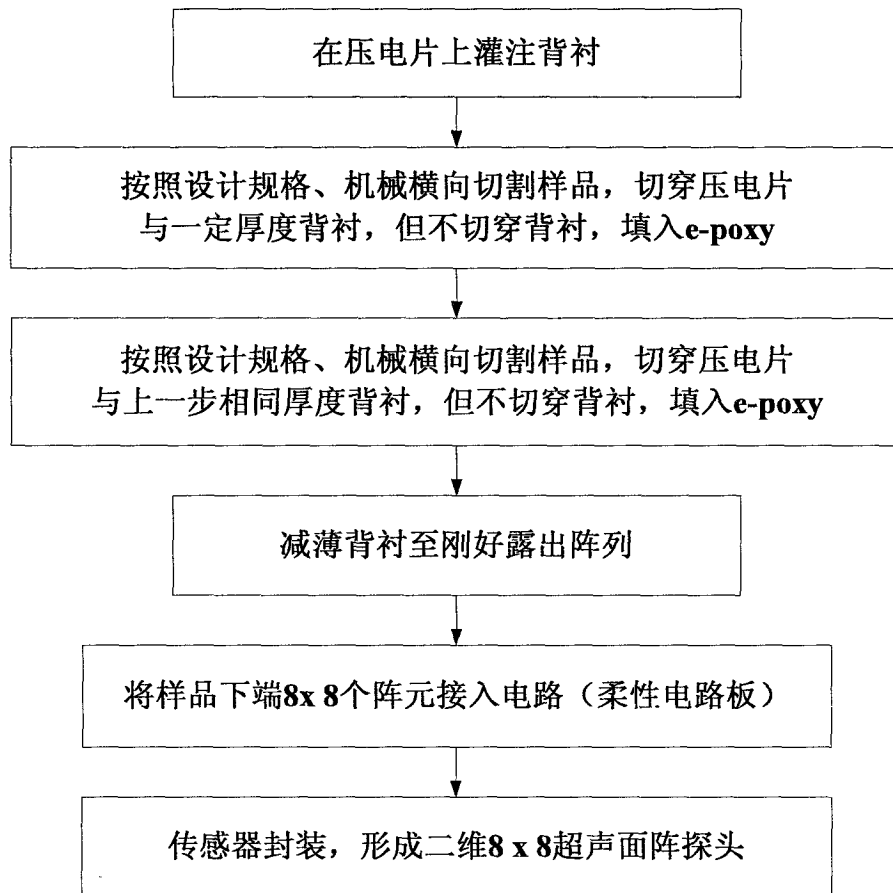 在压电片上灌注背衬
按照设计规格、机械横向切割样品，切穿压电片
与一定厚度背衬，但不切穿背衬，填入e-poxy
按照设计规格、机械横向切割样品，切穿压电片
与上一步相同厚度背衬，但不切穿背衬，填入e-poxy
减薄背衬至刚好露出阵列
将样品下端8x 8个阵元接入电路（柔性电路板）
传感器封装，形成二维8 x 8超声面阵探头